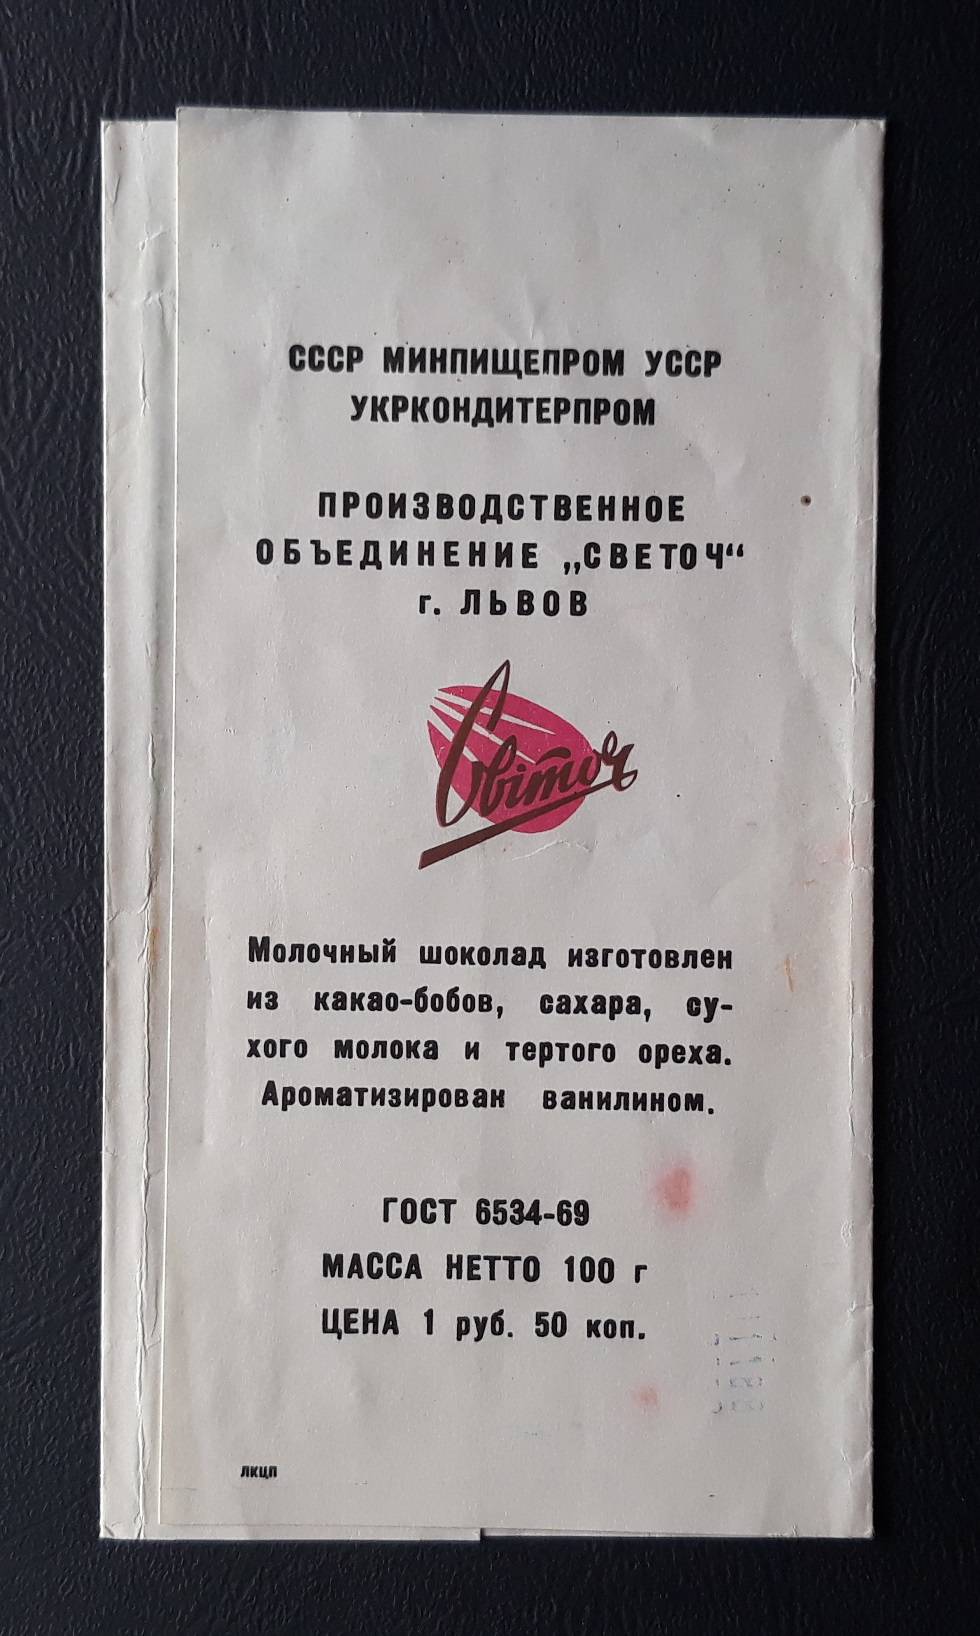 СССР МИНПИЩЕПРОМ УССР
УКРКОНДИТЕРПРОМ
ПРОИЗВОДСТВЕННОЕ
ОБЪЕДИНЕНИЕ „СВЕТОЧ“
г. ЛЬВОВ
Світоч
Молочный шоколад изготовлен
из какао-бобов, сахара, су-
хого молока и тертого ореха.
Ароматизирован ванилином.
ГОСТ 6534-69
МАССА НЕТТО 100 г
ЦЕНА 1 руб. 50 коп.
ЛКЦП